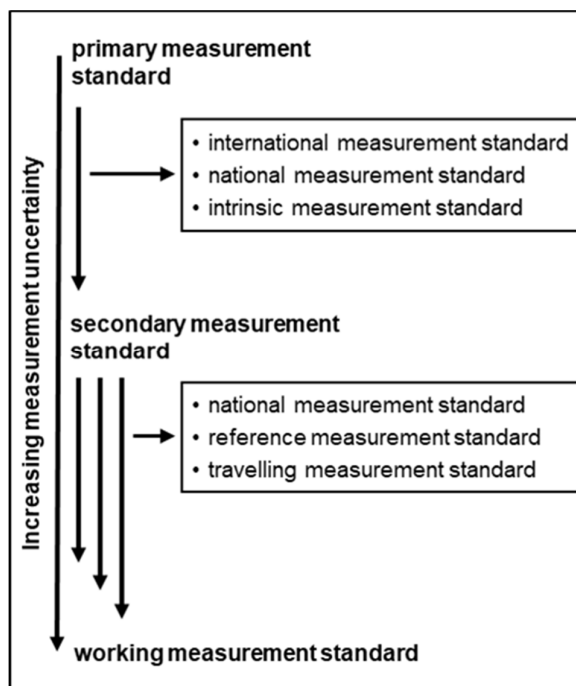 primary measurement
standard
• international measurement standard
• national measurement standard
• intrinsic measurement standard
Increasing measurement uncertainty
secondary measurement
standard
• national measurement standard
• reference measurement standard
• travelling measurement standard
working measurement standard